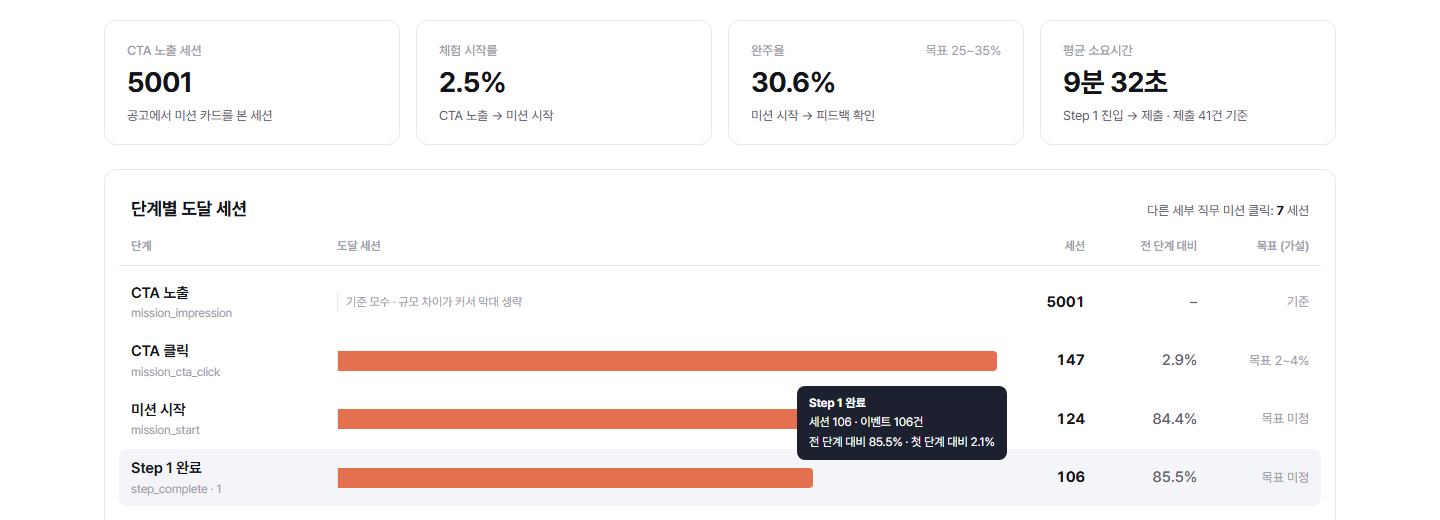 CTA 노출 세션
5001
공고에서 미션 카드를 본 세션
체험 시작률
2.5%
CTA 노출 → 미션 시작
완주율
목표 25~35%
30.6%
미션 시작 → 피드백 확인
평균 소요시간
9분 32초
Step 1 진입 → 제출 · 제출 41건 기준
단계별 도달 세션
다른 세부 직무 미션 클릭: 7 세션
단계 도달 세션 세션 전 단계 대비 목표 (가설)
CTA 노출
mission_impression
기준 모수 · 규모 차이가 커서 막대 생략
5001 – 기준
CTA 클릭
mission_cta_click
147 2.9% 목표 2~4%
미션 시작
mission_start
124 84.4% 목표 미정
Step 1 완료
세션 106 · 이벤트 106건
전 단계 대비 85.5% · 첫 단계 대비 2.1%
Step 1 완료
step_complete · 1
106 85.5% 목표 미정